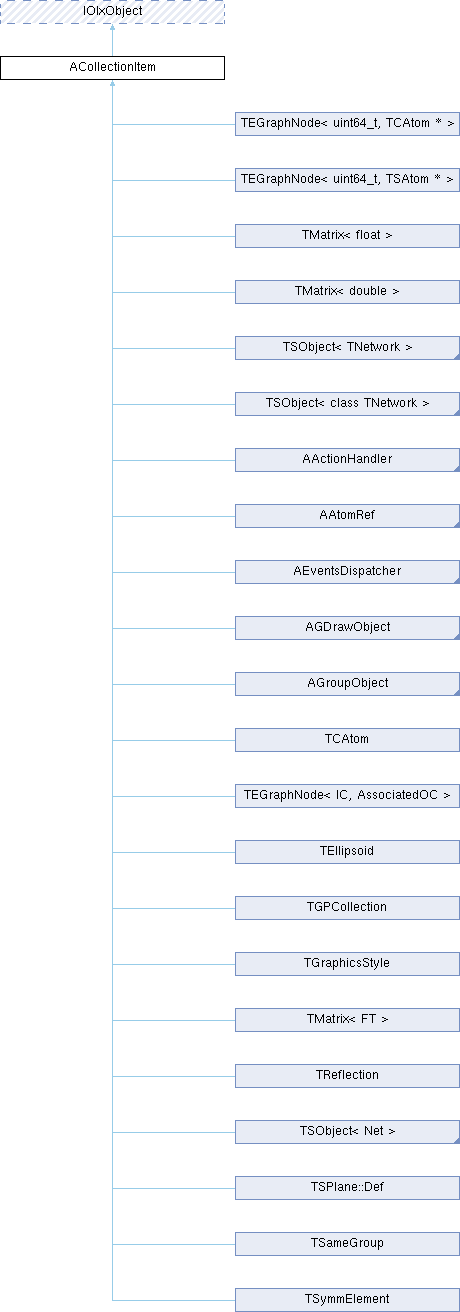 IOlxObject
ACollectionItem
TEGraphNode< uint64_t, TCAtom * >
TEGraphNode< uint64_t, TSAtom * >
TMatrix< float >
TMatrix< double >
TSObject< TNetwork >
TSObject< class TNetwork >
AActionHandler
AAtomRef
AEventsDispatcher
AGDrawObject
AGroupObject
TCAtom
TEGraphNode< IC, AssociatedOC >
TEllipsoid
TGPCollection
TGraphicsStyle
TMatrix< FT >
TReflection
TSObject< Net >
TSPlane::Def
TSameGroup
TSymmElement